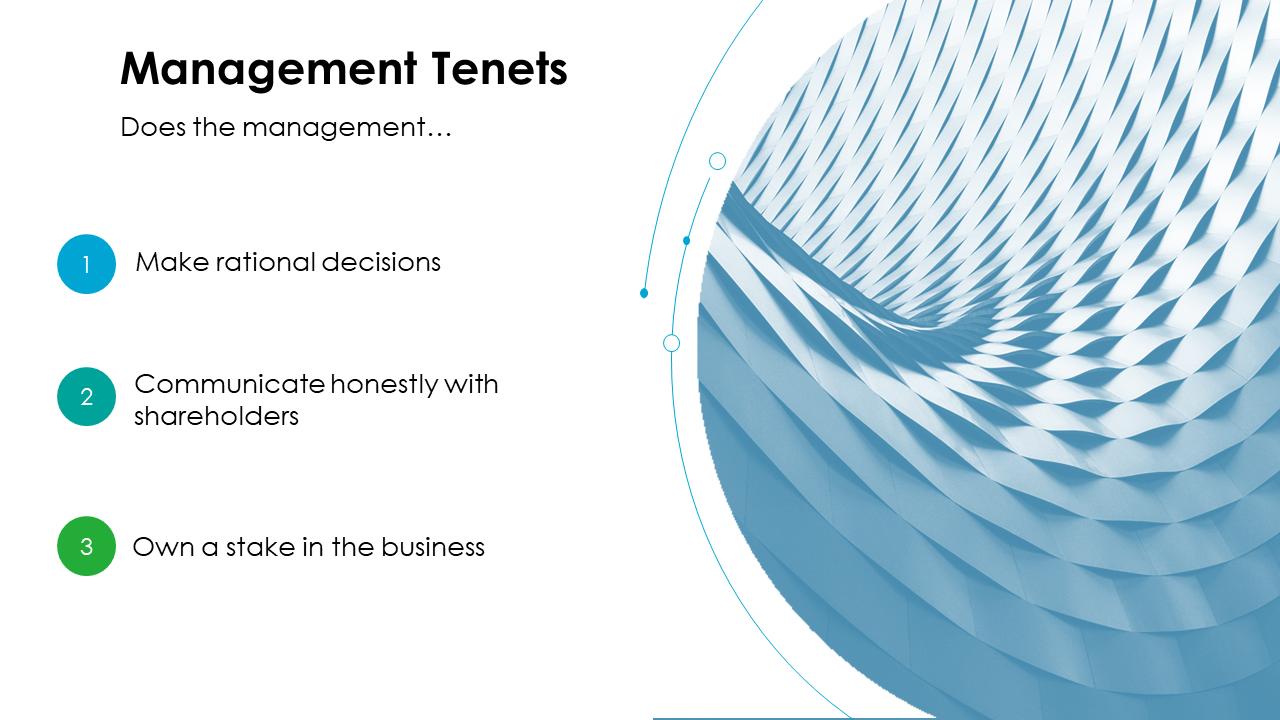 Management Tenets
Does the management…
1
Make rational decisions
2
Communicate honestly with
shareholders
3
Own a stake in the business